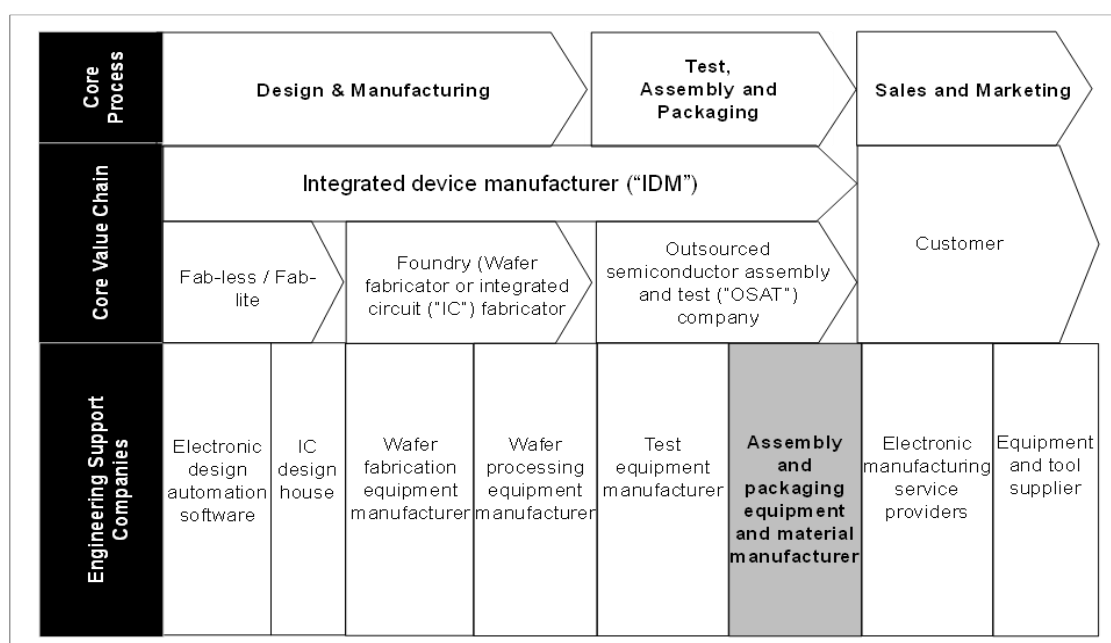 Core
Process
Design & Manufacturing
Test,
Assembly and
Packaging
Sales and Marketing
Core Value Chain
Integrated device manufacturer (“IDM”)
Fab-less / Fab-
lite
Foundry (Wafer
fabricator or integrated
circuit (“IC”) fabricator
Outsourced
semiconductor assembly
and test (“OSAT”)
company
Customer
Engineering Support
Companies
Electronic
design
automation
software
IC
design
house
Wafer
fabrication
equipment
manufacturer
Wafer
processing
equipment
manufacturer
Test
equipment
manufacturer
Assembly
and
packaging
equipment
and material
manufacturer
Electronic
manufacturing
service
providers
Equipment
and tool
supplier